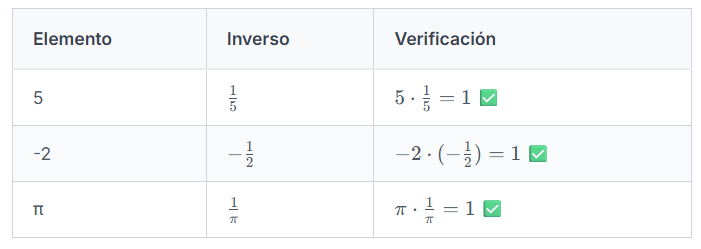 Elemento Inverso Verificación
5 1/5 5 · 1/5 = 1 ✅
-2 −1/2 −2 · (−1/2) = 1 ✅
π 1/π π · 1/π = 1 ✅